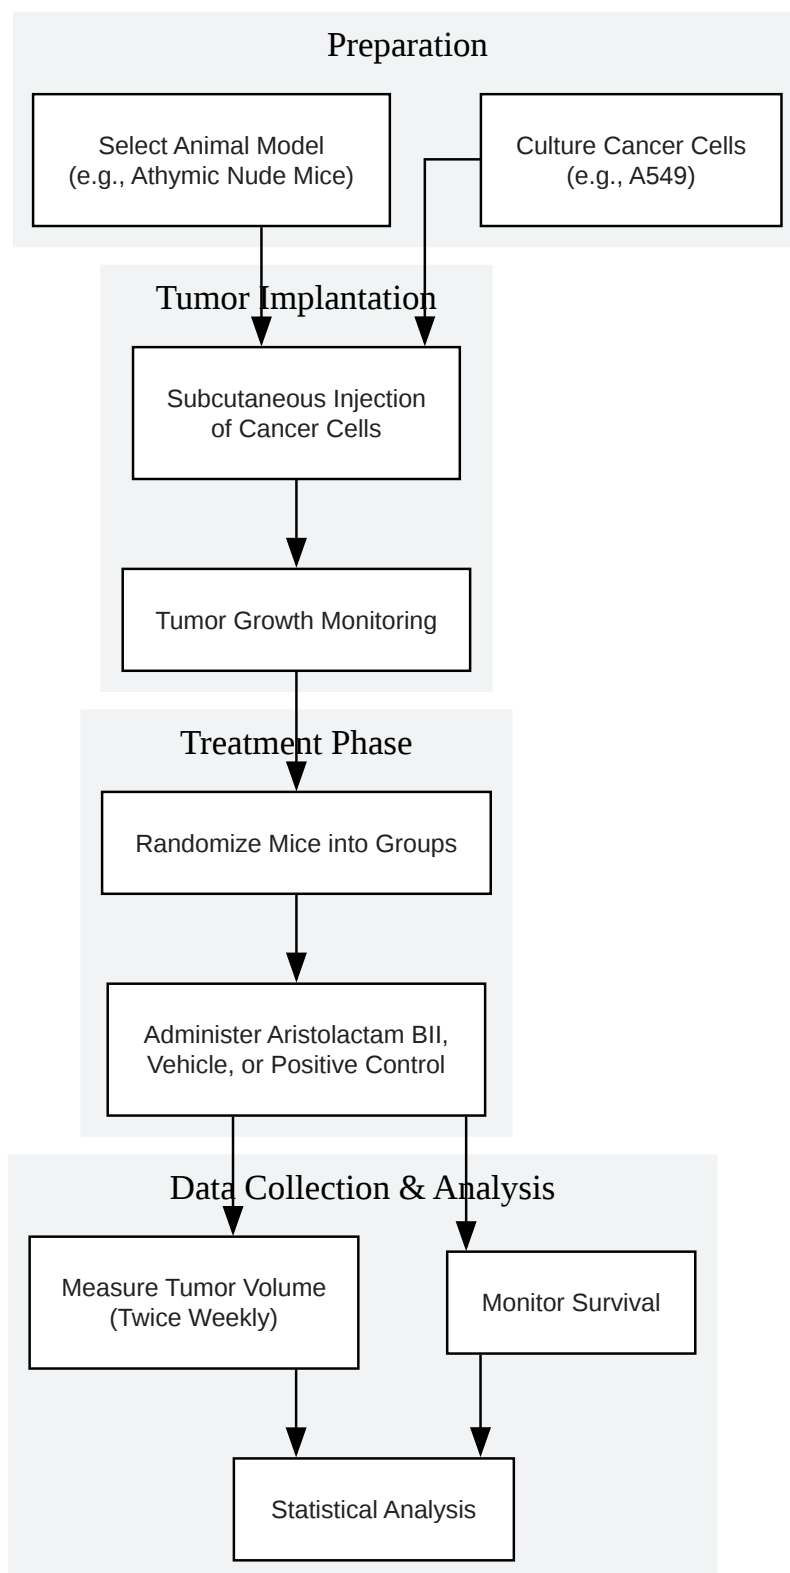 Preparation
Select Animal Model
(e.g., Athymic Nude Mice)
Culture Cancer Cells
(e.g., A549)
Tumor Implantation
Subcutaneous Injection
of Cancer Cells
Tumor Growth Monitoring
Treatment Phase
Randomize Mice into Groups
Administer Aristolactam BII,
Vehicle, or Positive Control
Data Collection & Analysis
Measure Tumor Volume
(Twice Weekly)
Monitor Survival
Statistical Analysis